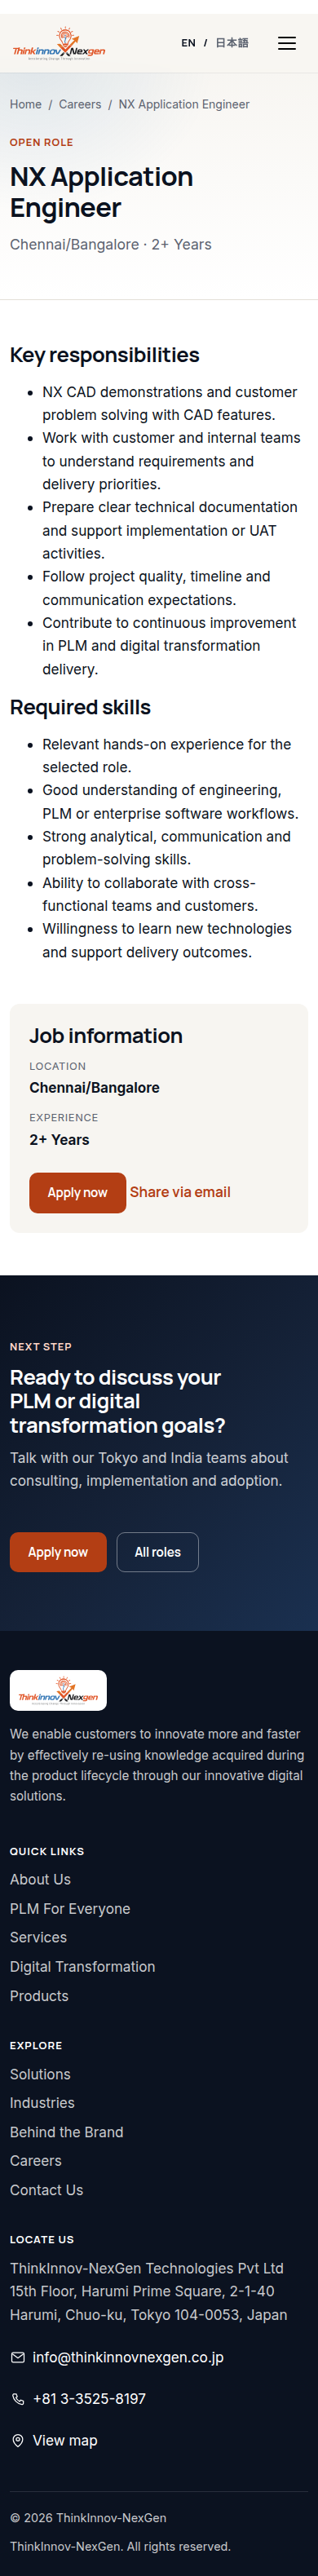 ThinkinnovNexgen
EN / 日本語
Home / Careers / NX Application Engineer
OPEN ROLE
NX Application
Engineer
Chennai/Bangalore · 2+ Years
Key responsibilities
• NX CAD demonstrations and customer
problem solving with CAD features.
• Work with customer and internal teams
to understand requirements and
delivery priorities.
• Prepare clear technical documentation
and support implementation or UAT
activities.
• Follow project quality, timeline and
communication expectations.
• Contribute to continuous improvement
in PLM and digital transformation
delivery.
Required skills
• Relevant hands-on experience for the
selected role.
• Good understanding of engineering,
PLM or enterprise software workflows.
• Strong analytical, communication and
problem-solving skills.
• Ability to collaborate with cross-
functional teams and customers.
• Willingness to learn new technologies
and support delivery outcomes.
Job information
LOCATION
Chennai/Bangalore
EXPERIENCE
2+ Years
Apply now Share via email
NEXT STEP
Ready to discuss your
PLM or digital
transformation goals?
Talk with our Tokyo and India teams about
consulting, implementation and adoption.
Apply now All roles
ThinkinnovNexgen
We enable customers to innovate more and faster
by effectively re-using knowledge acquired during
the product lifecycle through our innovative digital
solutions.
QUICK LINKS
About Us
PLM For Everyone
Services
Digital Transformation
Products
EXPLORE
Solutions
Industries
Behind the Brand
Careers
Contact Us
LOCATE US
ThinkInnov-NexGen Technologies Pvt Ltd
15th Floor, Harumi Prime Square, 2-1-40
Harumi, Chuo-ku, Tokyo 104-0053, Japan
info@thinkinnovnexgen.co.jp
+81 3-3525-8197
View map
© 2026 ThinkInnov-NexGen
ThinkInnov-NexGen. All rights reserved.